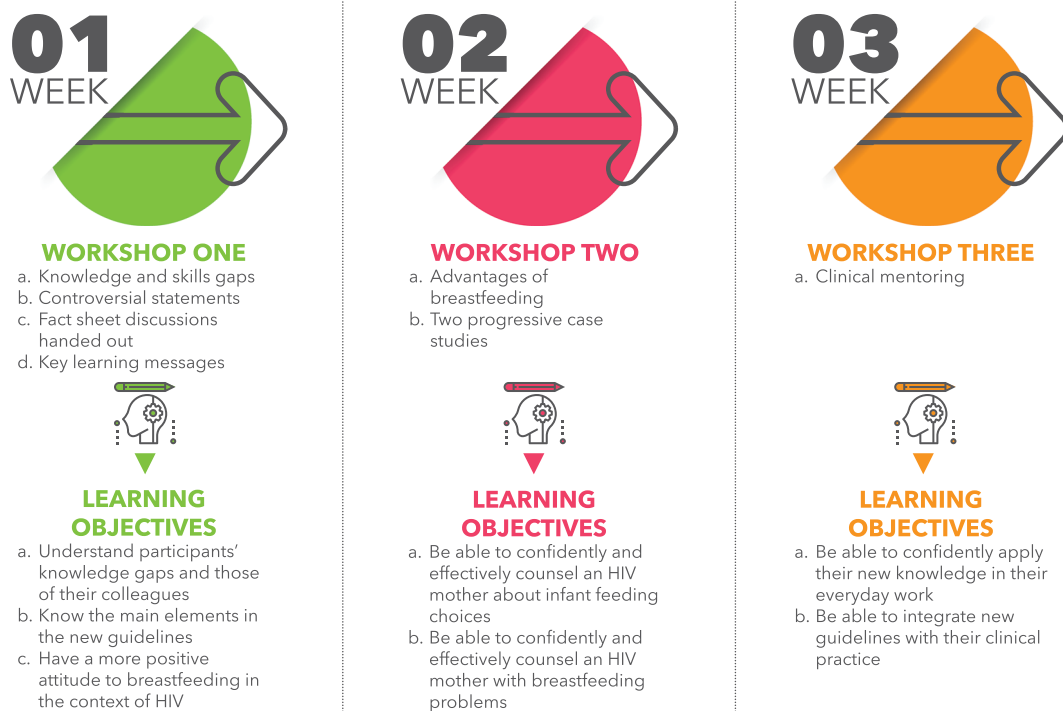 01
WEEK
WORKSHOP ONE
a. Knowledge and skills gaps
b. Controversial statements
c. Fact sheet discussions
handed out
d. Key learning messages
LEARNING
OBJECTIVES
a. Understand participants’
knowledge gaps and those
of their colleagues
b. Know the main elements in
the new guidelines
c. Have a more positive
attitude to breastfeeding in
the context of HIV
02
WEEK
WORKSHOP TWO
a. Advantages of
breastfeeding
b. Two progressive case
studies
LEARNING
OBJECTIVES
a. Be able to confidently and
effectively counsel an HIV
mother about infant feeding
choices
b. Be able to confidently and
effectively counsel an HIV
mother with breastfeeding
problems
03
WEEK
WORKSHOP THREE
a. Clinical mentoring
LEARNING
OBJECTIVES
a. Be able to confidently apply
their new knowledge in their
everyday work
b. Be able to integrate new
guidelines with their clinical
practice